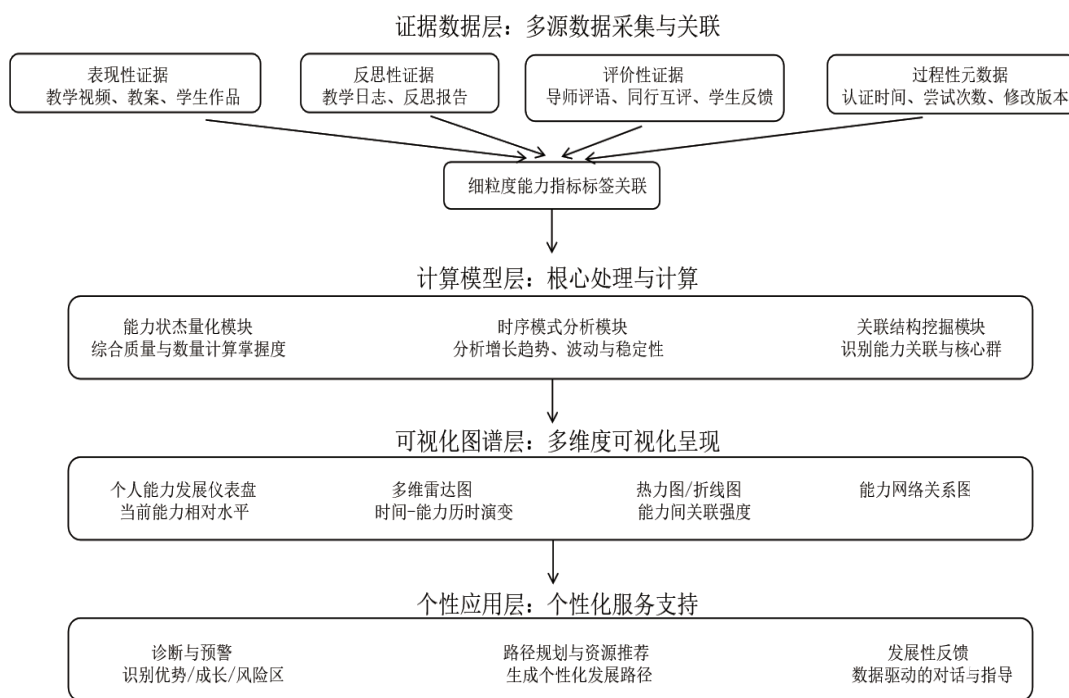 证据数据层：多源数据采集与关联
表现性证据
教学视频、教案、学生作品
反思性证据
教学日志、反思报告
评价性证据
导师评语、同行互评、学生反馈
过程性元数据
认证时间、尝试次数、修改版本
细粒度能力指标标签关联
计算模型层：根心处理与计算
能力状杰量化模块
综合质量与数量计算掌握度
时序模式分析模块
分析增长趋势、波动与稳定性
关联结构挖掘模块
识别能力关联与核心群
可视化图谱层：多维度可视化呈现
个人能力发展仪表盘
当前能力相对水平
多维雷达图
时间-能力历时演变
热力图/折线图
能力间关联强度
能力网络关系图
个性应用层：个性化服务支持
诊断与预警
识别优势/成长/风险区
路径规划与资源推荐
生成个性化发展路径
发展性反馈
数据驱动的对话与指导